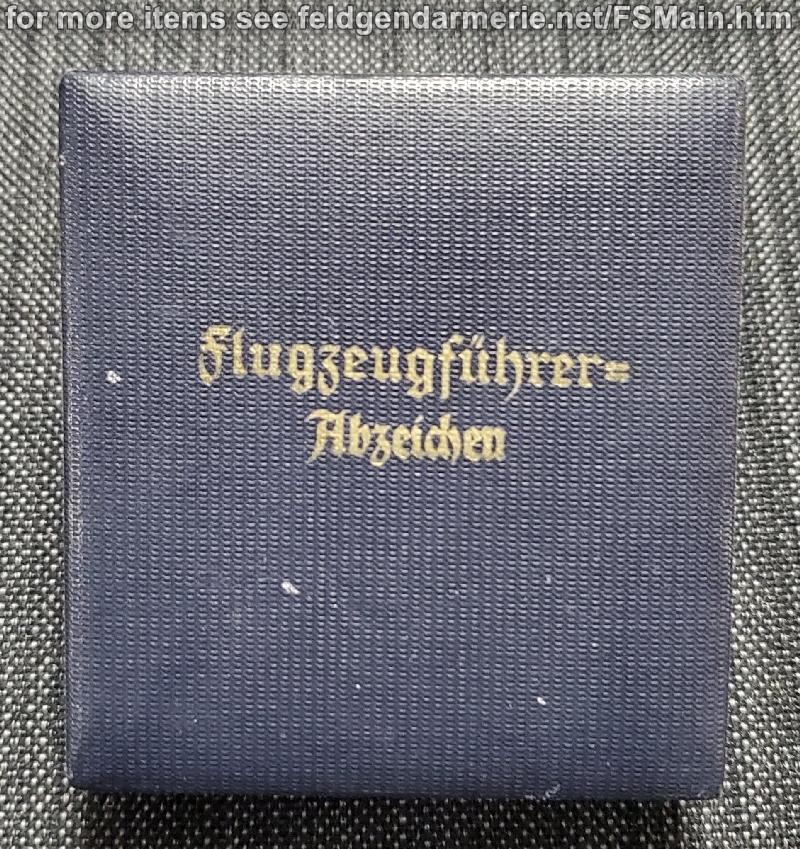 for more items see feldgendarmerie.net/FSMain.htm
Flugzeugführer=
Abzeichen